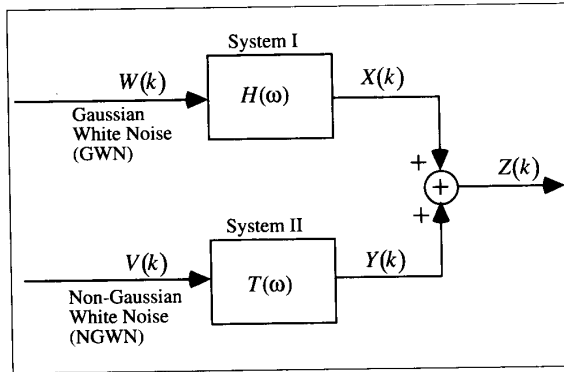 System I
W(k)
H(ω)
X(k)
Gaussian
White Noise
(GWN)
+
+
Z(k)
+
System II
V(k)
T(ω)
Y(k)
Non-Gaussian
White Noise
(NGWN)